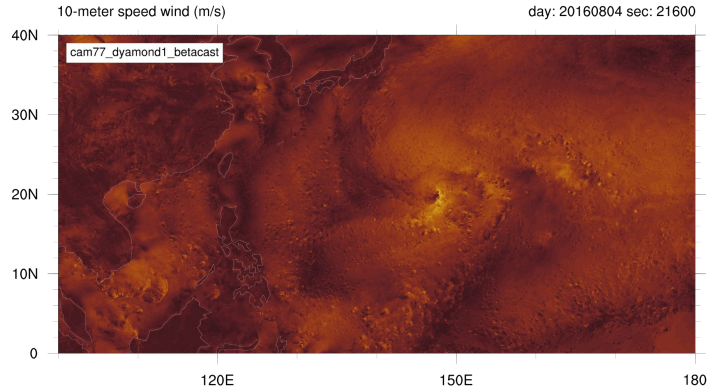 10-meter speed wind (m/s)
day: 20160804 sec: 21600
cam77_dyamond1_betacast
40N
30N
20N
10N
0
120E
150E
180